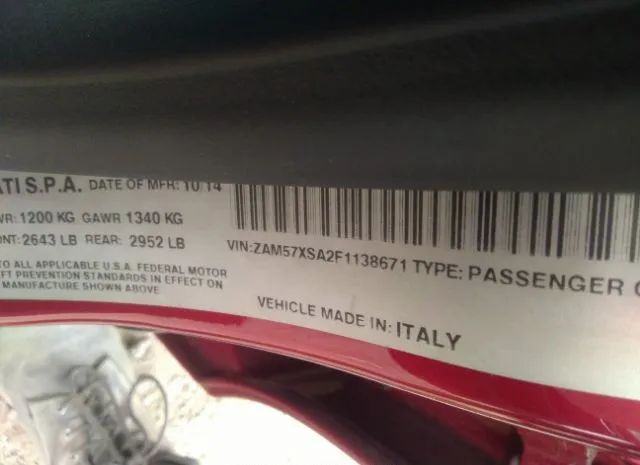 ATI S.P.A. DATE OF MFR: 10 14
WR: 1200 KG GAWR 1340 KG
ONT: 2643 LB REAR: 2952 LB
VIN: ZAM57XSA2F1138671 TYPE: PASSENGER C
TO ALL APPLICABLE U.S.A. FEDERAL MOTOR
EFT PREVENTION STANDARDS IN EFFECT ON
MANUFACTURE SHOWN ABOVE
VEHICLE MADE IN: ITALY